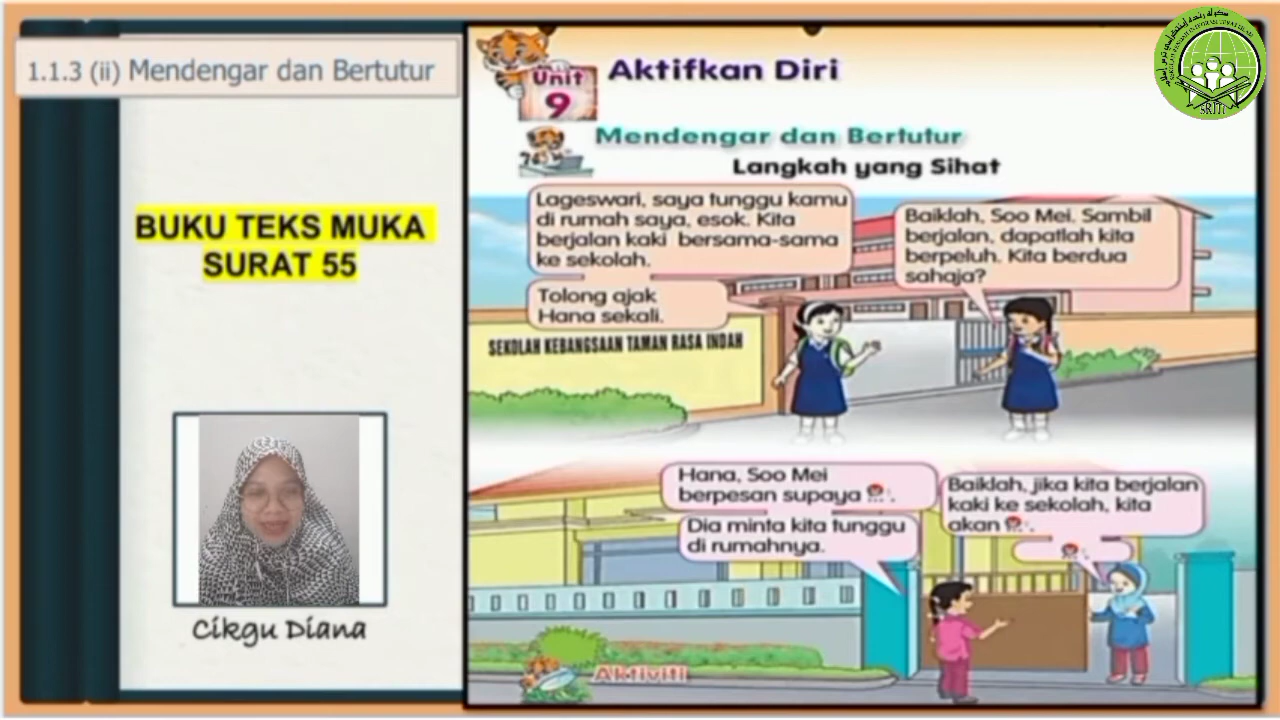 1.1.3 (ii) Mendengar dan Bertutur
BUKU TEKS MUKA
SURAT 55
Cikgu Diana
Unit
9
Aktifkan Diri
Mendengar dan Bertutur
Langkah yang Sihat
Lageswari, saya tunggu kamu
di rumah saya, esok. Kita
berjalan kaki bersama-sama
ke sekolah.
Tolong ajak
Hana sekali.
Baiklah, Soo Mei. Sambil
berjalan, dapatlah kita
berpeluh. Kita berdua
sahaja?
SEKOLAH KEBANGSAAN TAMAN RASA INDAH
Hana, Soo Mei
berpesan supaya ... .
Dia minta kita tunggu
di rumahnya.
Baiklah, jika kita berjalan
kaki ke sekolah, kita
akan ... .
Aktiviti
SRITI